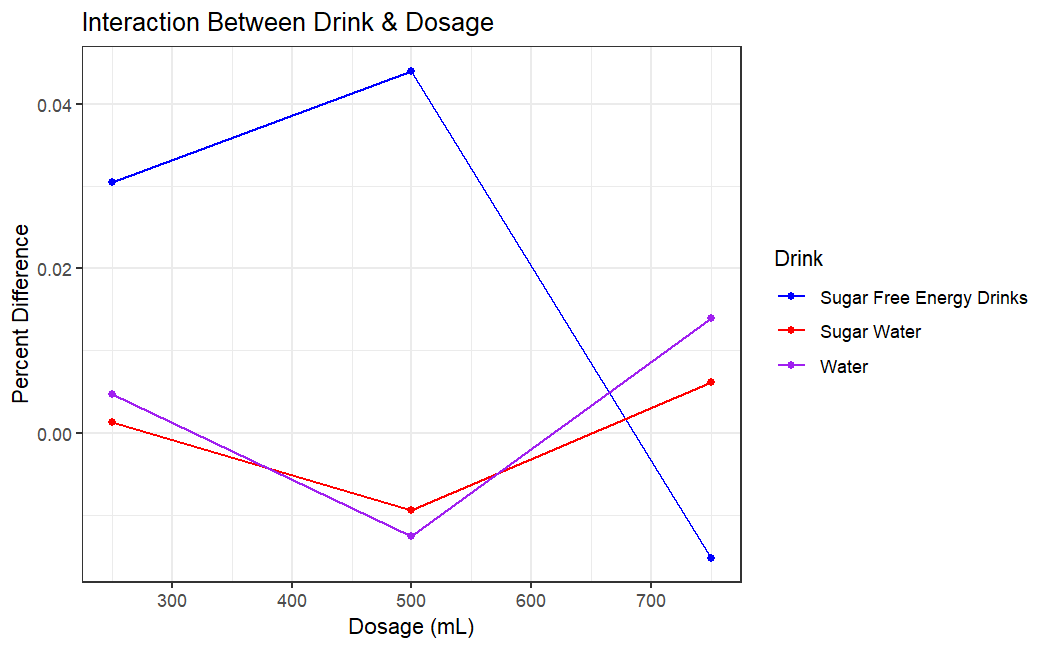 Interaction Between Drink & Dosage
Percent Difference
0.04
0.02
0.00
300 400 500 600 700
Dosage (mL)
Drink
Sugar Free Energy Drinks
Sugar Water
Water